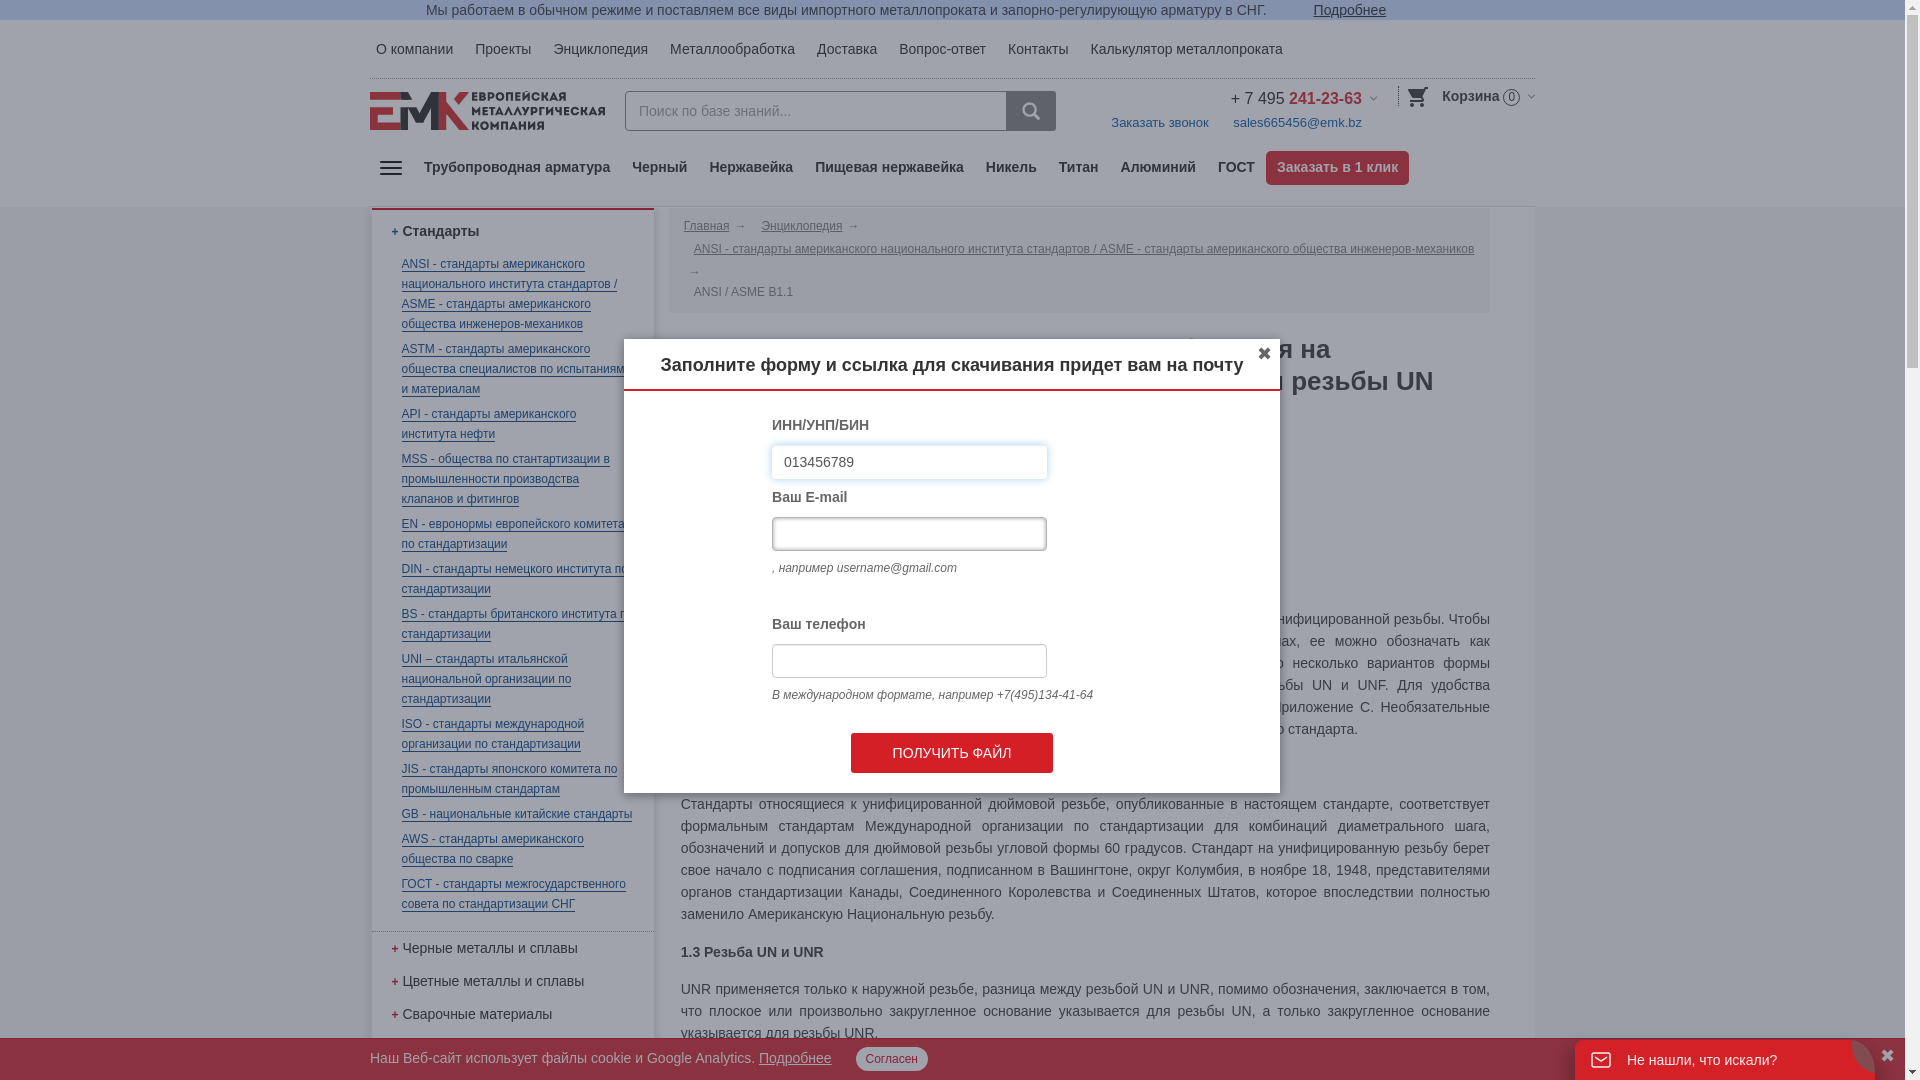 Мы работаем в обычном режиме и поставляем все виды импортного металлопроката и запорно-регулирующую арматуру в СНГ. Подробнее
О компании Проекты Энциклопедия Металлообработка Доставка Вопрос-ответ Контакты Калькулятор металлопроката
ЕМК ЕВРОПЕЙСКАЯ
МЕТАЛЛУРГИЧЕСКАЯ
КОМПАНИЯ
Поиск по базе знаний...
+ 7 495 241-23-63
Заказать звонок sales665456@emk.bz
Корзина 0
Трубопроводная арматура Черный Нержавейка Пищевая нержавейка Никель Титан Алюминий ГОСТ Заказать в 1 клик
+ Стандарты
ANSI - стандарты американского
национального института стандартов /
ASME - стандарты американского
общества инженеров-механиков
ASTM - стандарты американского
общества специалистов по испытаниям
и материалам
API - стандарты американского
института нефти
MSS - общества по стантартизации в
промышленности производства
клапанов и фитингов
EN - евронормы европейского комитета
по стандартизации
DIN - стандарты немецкого института по
стандартизации
BS - стандарты британского института
стандартизации
UNI – стандарты итальянской
национальной организации по
стандартизации
ISO - стандарты международной
организации по стандартизации
JIS - стандарты японского комитета по
промышленным стандартам
GB - национальные китайские стандарты
AWS - стандарты американского
общества по сварке
ГОСТ - стандарты межгосударственного
совета по стандартизации СНГ
+ Черные металлы и сплавы
+ Цветные металлы и сплавы
+ Сварочные материалы
Главная → Энциклопедия →
ANSI - стандарты американского национального института стандартов / ASME - стандарты американского общества инженеров-механиков
→
ANSI / ASME B1.1
на
резьбы UN
Заполните форму и ссылка для скачивания придет вам на почту
ИНН/УНП/БИН
013456789
Ваш E-mail
, например username@gmail.com
Ваш телефон
В международном формате, например +7(495)134-41-64
ПОЛУЧИТЬ ФАЙЛ
резьбы. Чтобы
ее можно обозначать как
несколько вариантов формы
UN и UNF. Для удобства
Приложение С. Необязательные
стандарта.
Стандарты относящиеся к унифицированной дюймовой резьбе, опубликованные в настоящем стандарте, соответствует
формальным стандартам Международной организации по стандартизации для комбинаций диаметрального шага,
обозначений и допусков для дюймовой резьбы угловой формы 60 градусов. Стандарт на унифицированную резьбу берет
свое начало с подписания соглашения, подписанном в Вашингтоне, округ Колумбия, в ноябре 18, 1948, представителями
органов стандартизации Канады, Соединенного Королевства и Соединенных Штатов, которое впоследствии полностью
заменило Американскую Национальную резьбу.
1.3 Резьба UN и UNR
UNR применяется только к наружной резьбе, разница между резьбой UN и UNR, помимо обозначения, заключается в том,
что плоское или произвольно закругленное основание указывается для резьбы UN, а только закругленное основание
указывается для резьбы UNR.
Наш Веб-сайт использует файлы cookie и Google Analytics. Подробнее Согласен
Не нашли, что искали?